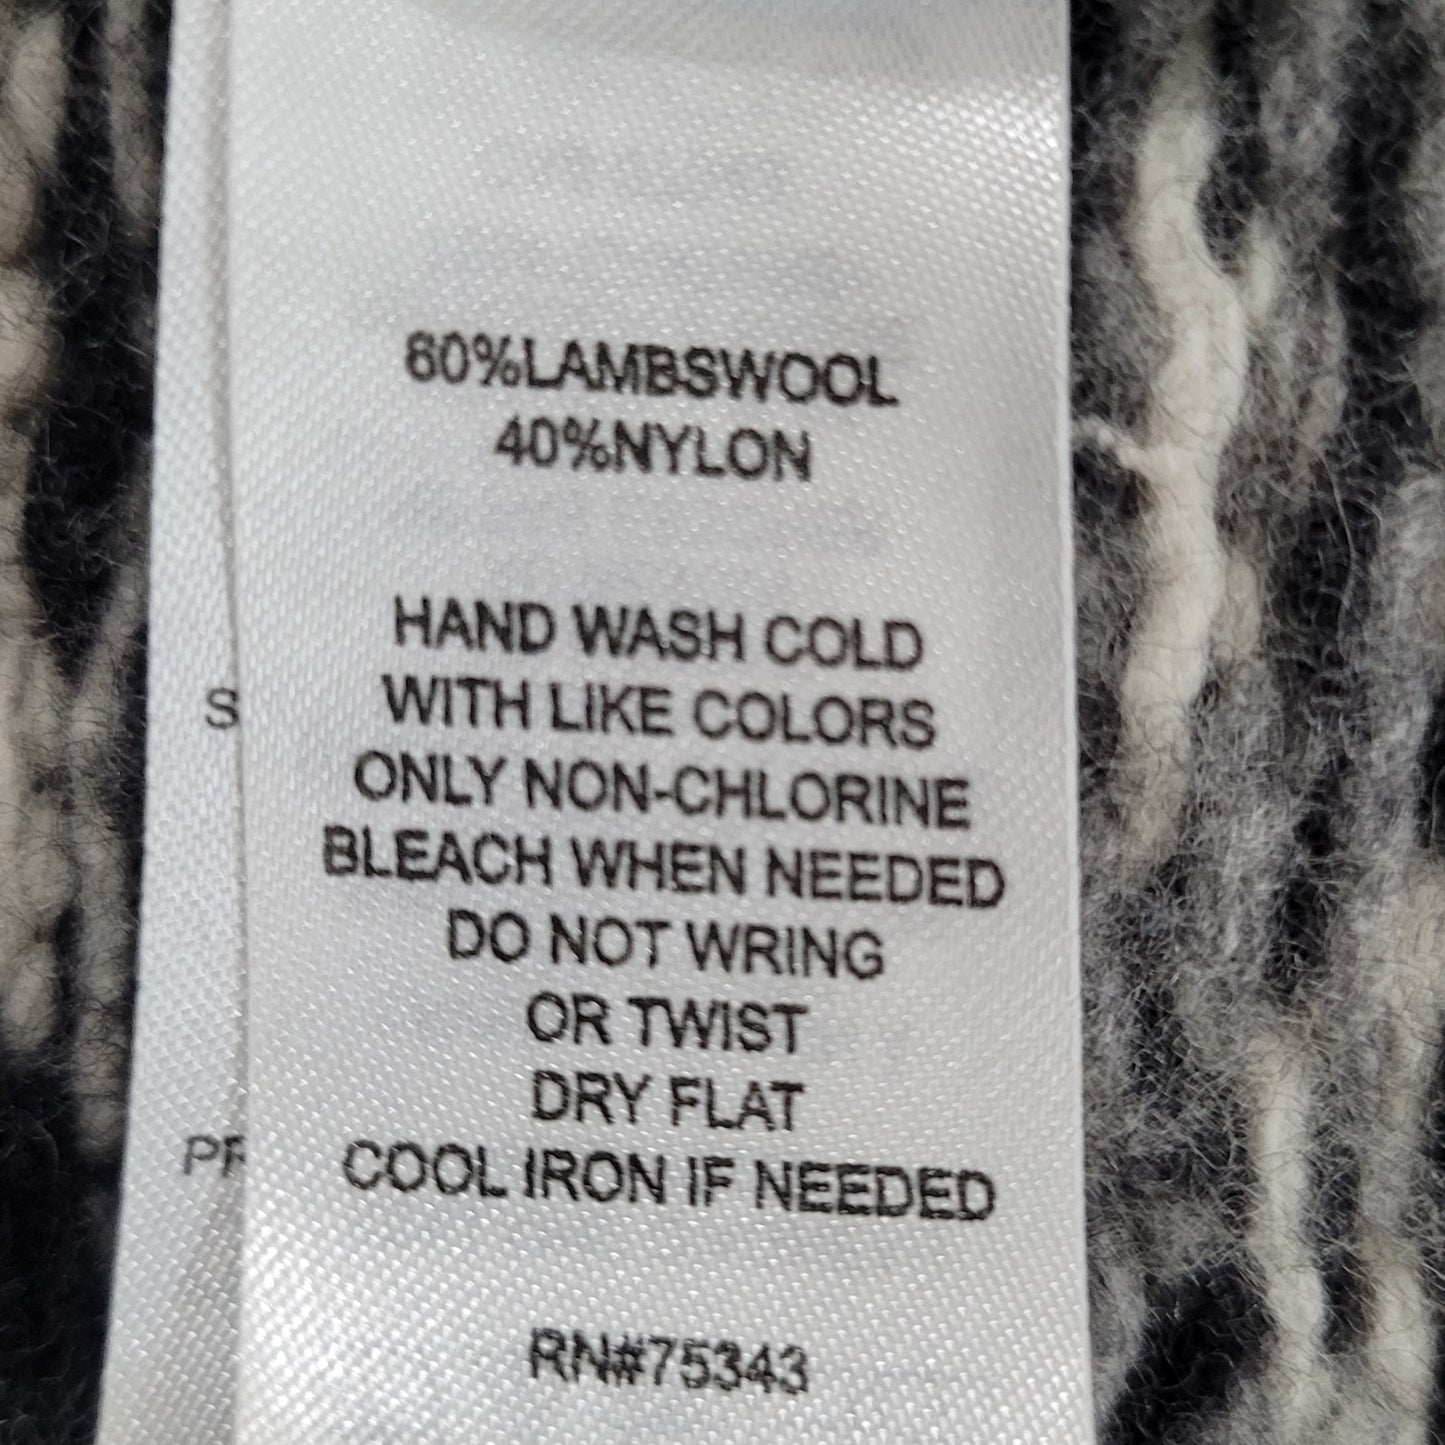 60%LAMBSWOOL
40%NYLON
HAND WASH COLD
WITH LIKE COLORS
ONLY NON-CHLORINE
BLEACH WHEN NEEDED
DO NOT WRING
OR TWIST
DRY FLAT
COOL IRON IF NEEDED
RN#75343
S